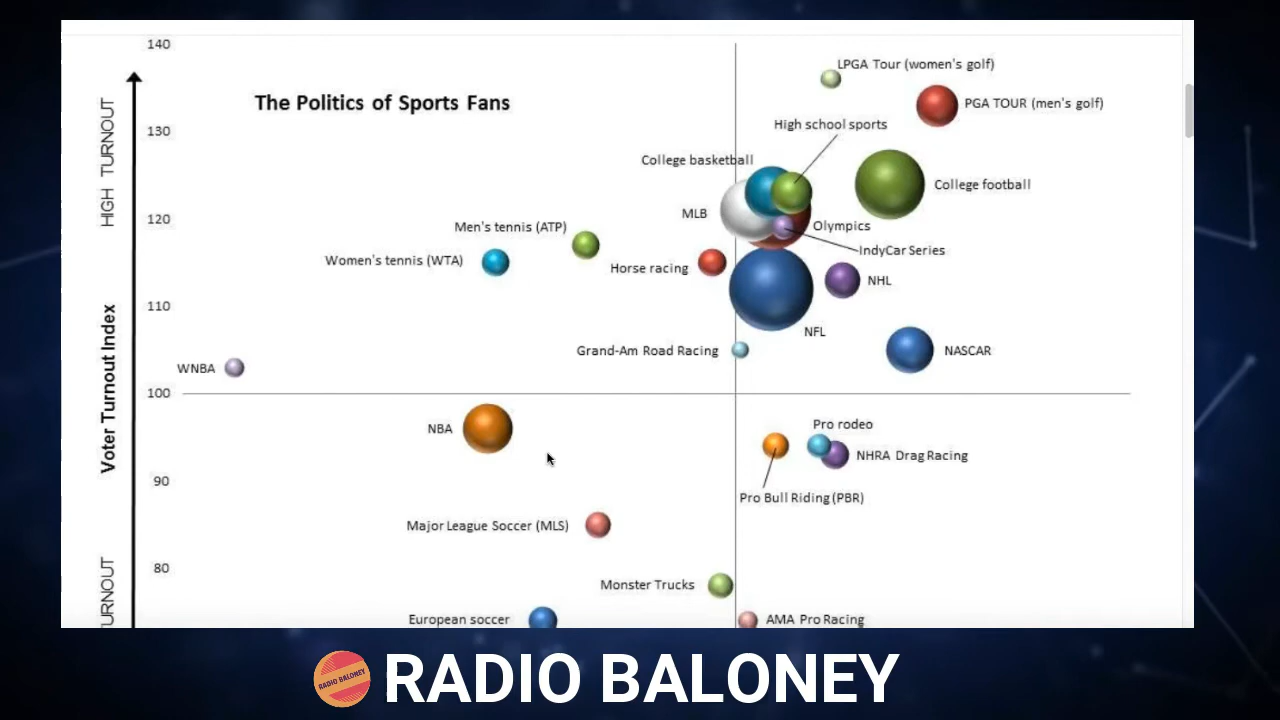 140
The Politics of Sports Fans
LPGA Tour (women's golf)
PGA TOUR (men's golf)
130
High school sports
HIGH TURNOUT
College basketball
College football
120
MLB
Men's tennis (ATP)
Olympics
Women's tennis (WTA)
Horse racing
IndyCar Series
NHL
110
NFL
Grand-Am Road Racing
NASCAR
WNBA
Voter Turnout Index
100
NBA
Pro rodeo
NHRA Drag Racing
90
Pro Bull Riding (PBR)
Major League Soccer (MLS)
80
Monster Trucks
TURNOUT
European soccer
AMA Pro Racing
RADIO BALONEY
RADIO BALONEY